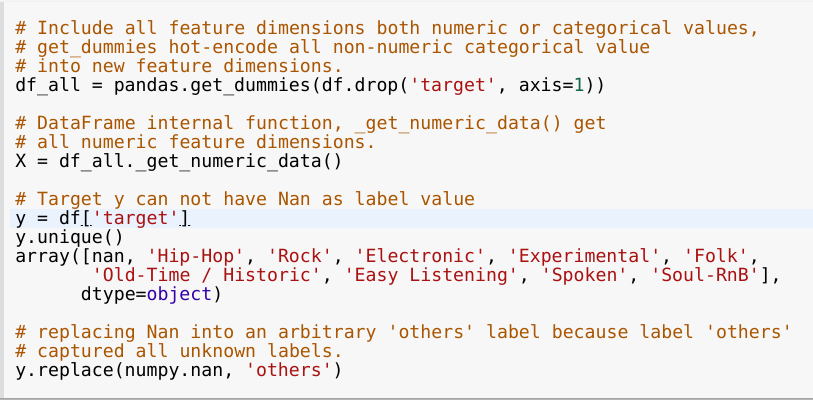 # Include all feature dimensions both numeric or categorical values,
# get_dummies hot-encode all non-numeric categorical value
# into new feature dimensions.
df_all = pandas.get_dummies(df.drop('target', axis=1))
# DataFrame internal function, _get_numeric_data() get
# all numeric feature dimensions.
X = df_all._get_numeric_data()
# Target y can not have Nan as label value
y = df['target']
y.unique()
array([nan, 'Hip-Hop', 'Rock', 'Electronic', 'Experimental', 'Folk',
'Old-Time / Historic', 'Easy Listening', 'Spoken', 'Soul-RnB'],
dtype=object)
# replacing Nan into an arbitrary 'others' label because label 'others'
# captured all unknown labels.
y.replace(numpy.nan, 'others')